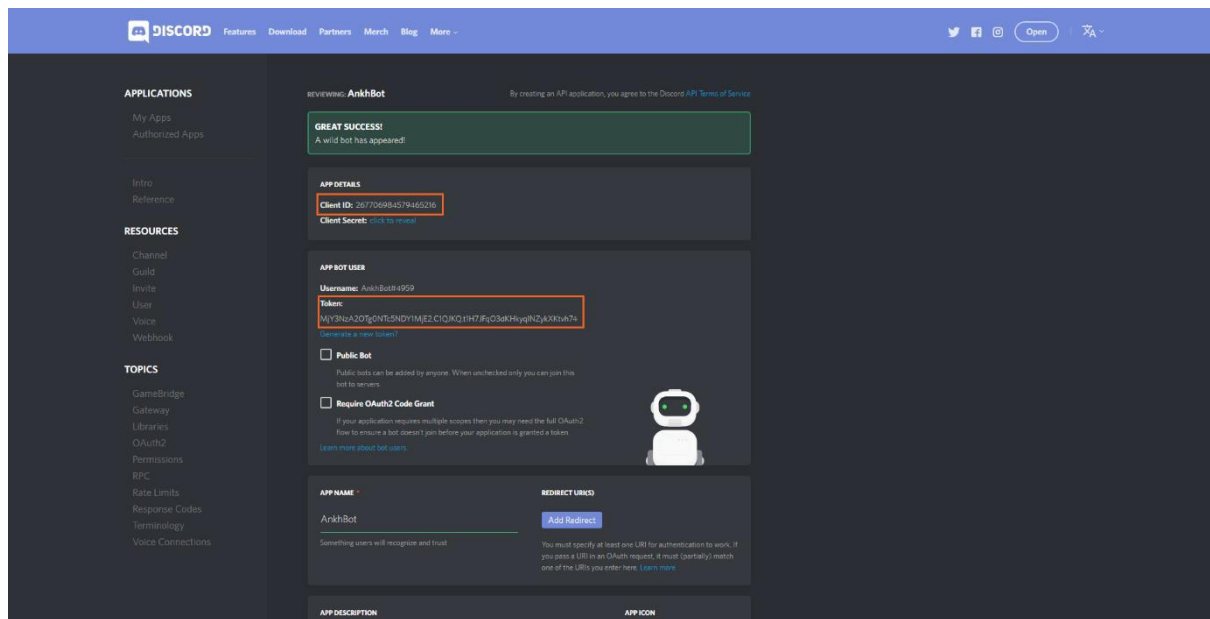 DISCORD Features Download Partners Merch Blog More
Open
APPLICATIONS
My Apps
Authorized Apps
Intro
Reference
RESOURCES
Channel
Guild
Invite
User
Voice
Webhook
TOPICS
GameBridge
Gateway
Libraries
OAuth2
Permissions
RPC
Rate Limits
Response Codes
Terminology
Voice Connections
REVIEWING: AnkhBot
By creating an API application, you agree to the Discord API Terms of Service
GREAT SUCCESS!
A wild bot has appeared!
APP DETAILS
Client ID: 267706984579465216
Client Secret: click to reveal
APP BOT USER
Username: AnkhBot#4959
Token:
Generate a new token?
Public Bot
Public bots can be added by anyone. When unchecked only you can join this
bot to servers.
Require OAuth2 Code Grant
If your application requires multiple scopes then you may need the full OAuth2
flow to ensure a bot doesn't join before your application is granted a token.
Learn more about bot users.
APP NAME *
AnkhBot
Something users will recognize and trust
REDIRECT URI(S)
Add Redirect
You must specify at least one URI for authentication to work. If
you pass a URI in an OAuth request, it must (partially) match
one of the URIs you enter here. Learn more
APP DESCRIPTION
APP ICON